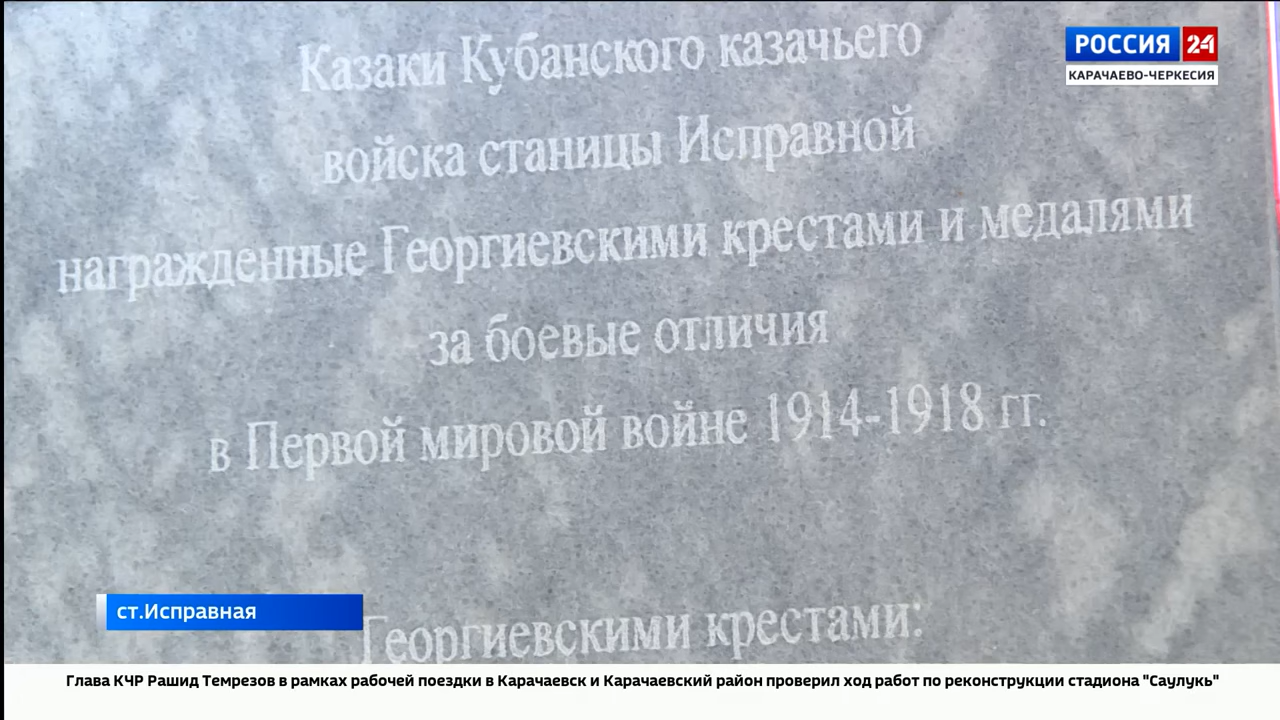 Казаки Кубанского казачьего
РОССИЯ 24
КАРАЧАЕВО-ЧЕРКЕСИЯ
войска станицы Исправной
награжденные Георгиевскими крестами и медалями
за боевые отличия
в Первой мировой войне 1914-1918 гг.
ст.Исправная
Георгиевскими крестами:
Глава КЧР Рашид Темрезов в рамках рабочей поездки в Карачаевск и Карачаевский район проверил ход работ по реконструкции стадиона "Саулукь"